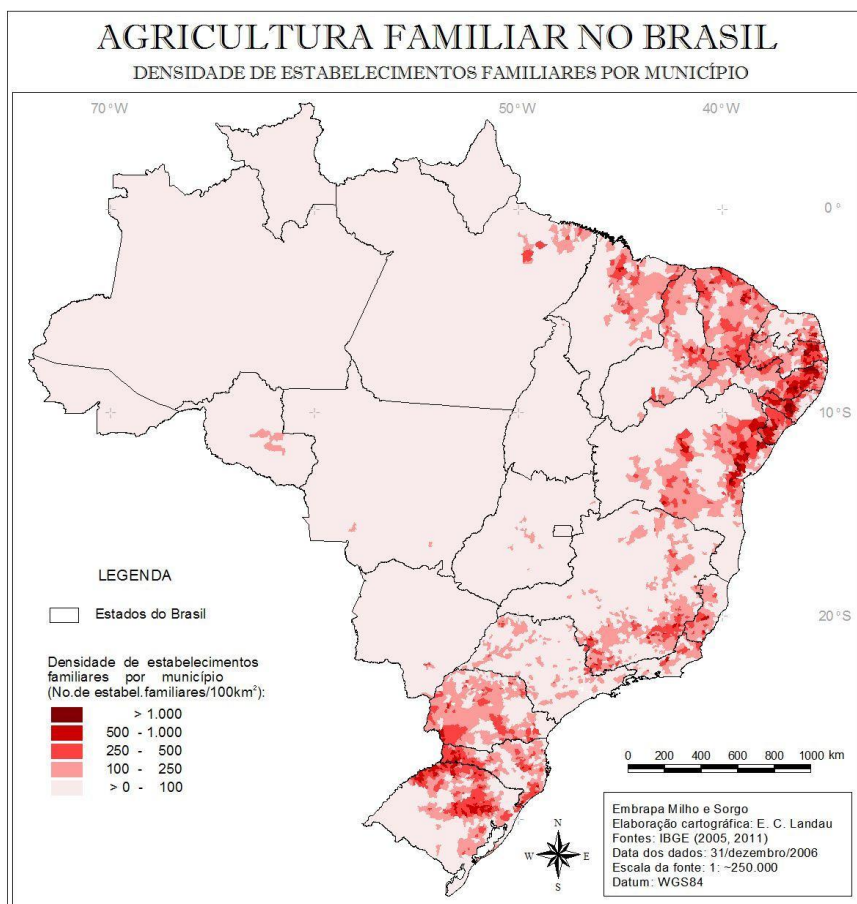 AGRICULTURA FAMILIAR NO BRASIL
DENSIDADE DE ESTABELECIMENTOS FAMILIARES POR MUNICÍPIO
70°W
50°W
40°W
0°
10°S
20°S
LEGENDA
Estados do Brasil
Densidade de estabelecimentos
familiares por município
(No.de estabel.familiares/100km²):
> 1.000
500 - 1.000
250 - 500
100 - 250
> 0 - 100
0 200 400 600 800 1000 km
N
W E
S
Embrapa Milho e Sorgo
Elaboração cartográfica: E. C. Landau
Fontes: IBGE (2005, 2011)
Data dos dados: 31/dezembro/2006
Escala da fonte: 1: ~250.000
Datum: WGS84